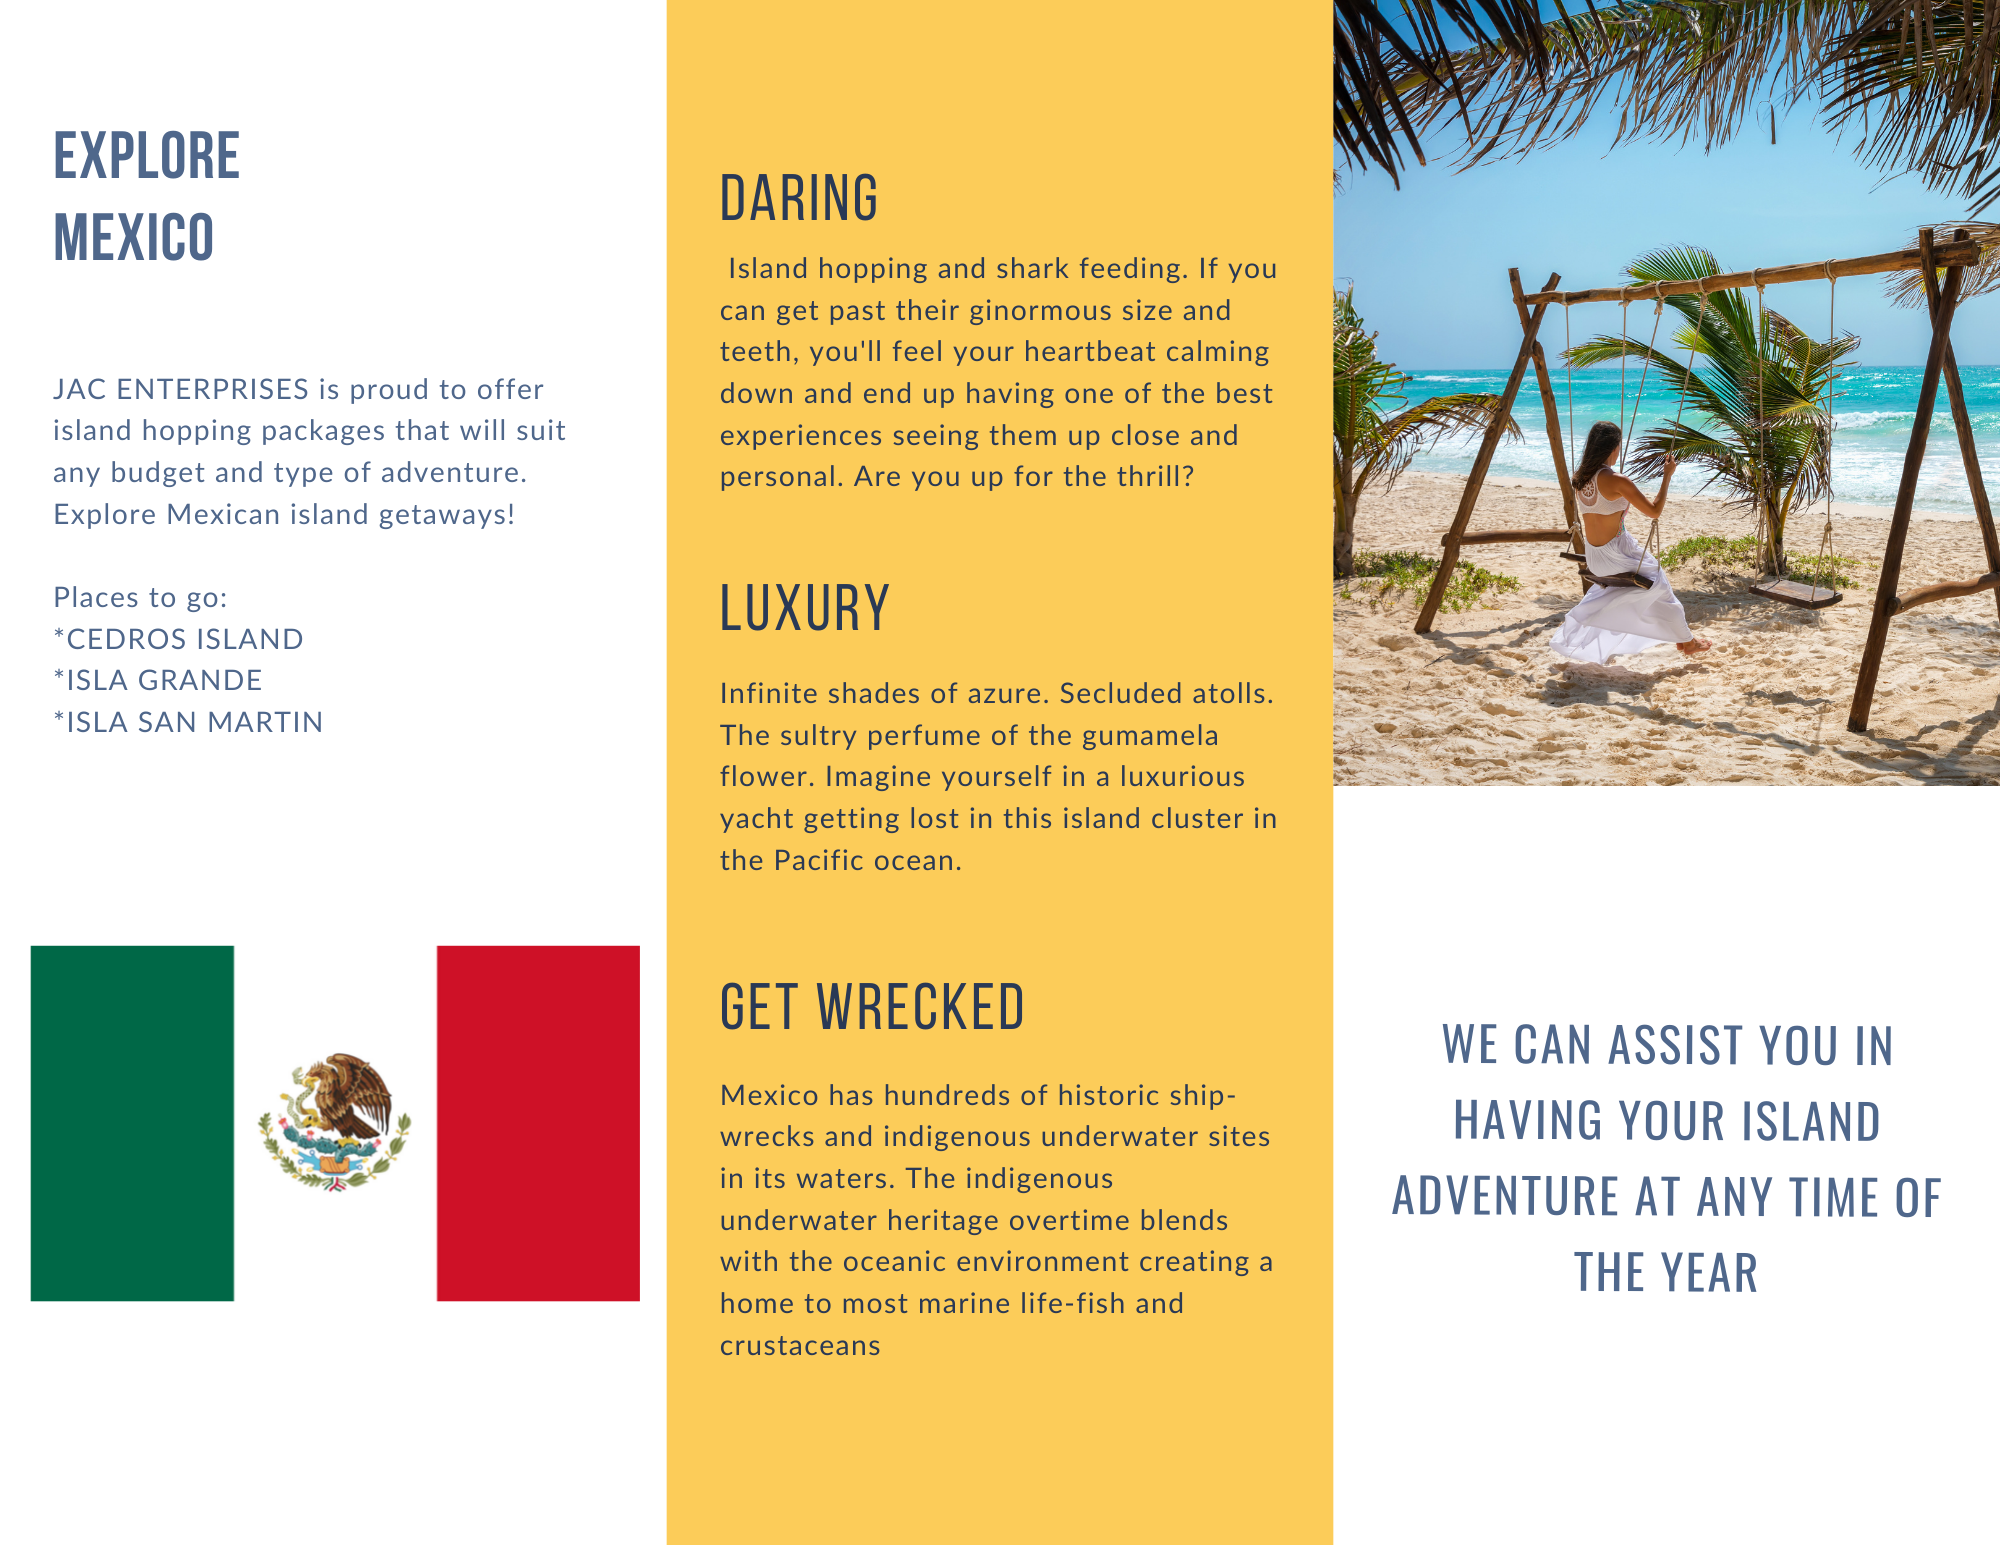 EXPLORE
MEXICO
JAC ENTERPRISES is proud to offer
island hopping packages that will suit
any budget and type of adventure.
Explore Mexican island getaways!
Places to go:
*CEDROS ISLAND
*ISLA GRANDE
*ISLA SAN MARTIN
DARING
Island hopping and shark feeding. If you
can get past their ginormous size and
teeth, you'll feel your heartbeat calming
down and end up having one of the best
experiences seeing them up close and
personal. Are you up for the thrill?
LUXURY
Infinite shades of azure. Secluded atolls.
The sultry perfume of the gumamela
flower. Imagine yourself in a luxurious
yacht getting lost in this island cluster in
the Pacific ocean.
GET WRECKED
Mexico has hundreds of historic ship-
wrecks and indigenous underwater sites
in its waters. The indigenous
underwater heritage overtime blends
with the oceanic environment creating a
home to most marine life-fish and
crustaceans
WE CAN ASSIST YOU IN
HAVING YOUR ISLAND
ADVENTURE AT ANY TIME OF
THE YEAR